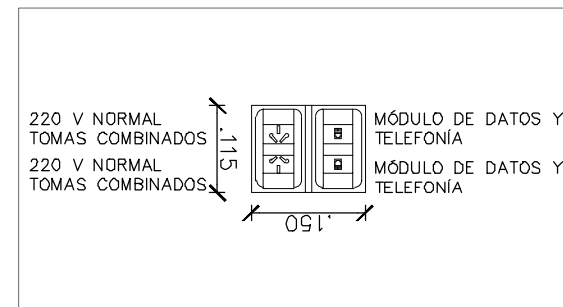 220 V NORMAL
TOMAS COMBINADOS
220 V NORMAL
TOMAS COMBINADOS
.115
MÓDULO DE DATOS Y
TELEFONÍA
MÓDULO DE DATOS Y
TELEFONÍA
.150